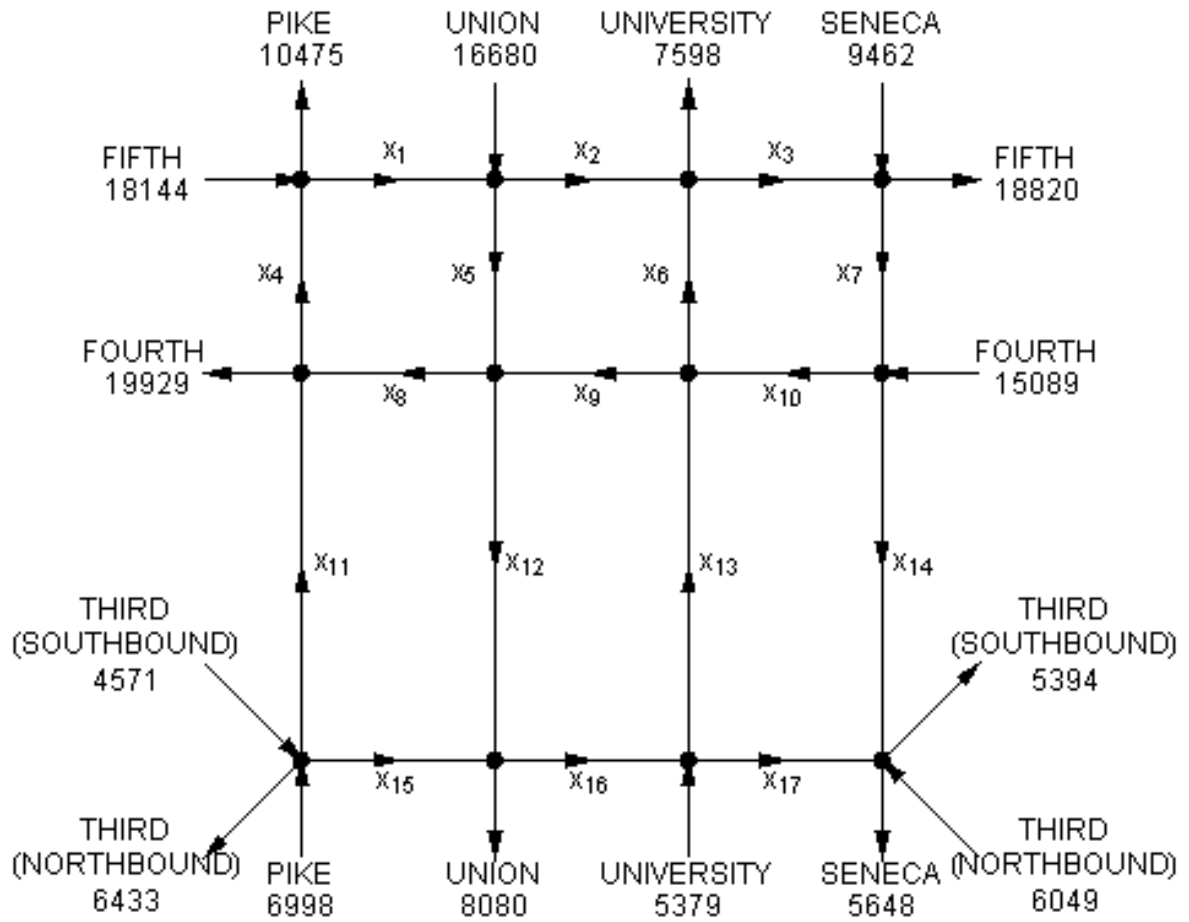 PIKE
10475
UNION
16680
UNIVERSITY
7598
SENECA
9462
FIFTH
18144
x1
x2
x3
FIFTH
18820
x4
x5
x6
x7
FOURTH
19929
x8
x9
x10
FOURTH
15089
x11
x12
x13
x14
THIRD
(SOUTHBOUND)
4571
THIRD
(SOUTHBOUND)
5394
x15
x16
x17
THIRD
(NORTHBOUND)
6433
PIKE
6998
UNION
8080
UNIVERSITY
5379
SENECA
5648
THIRD
(NORTHBOUND)
6049